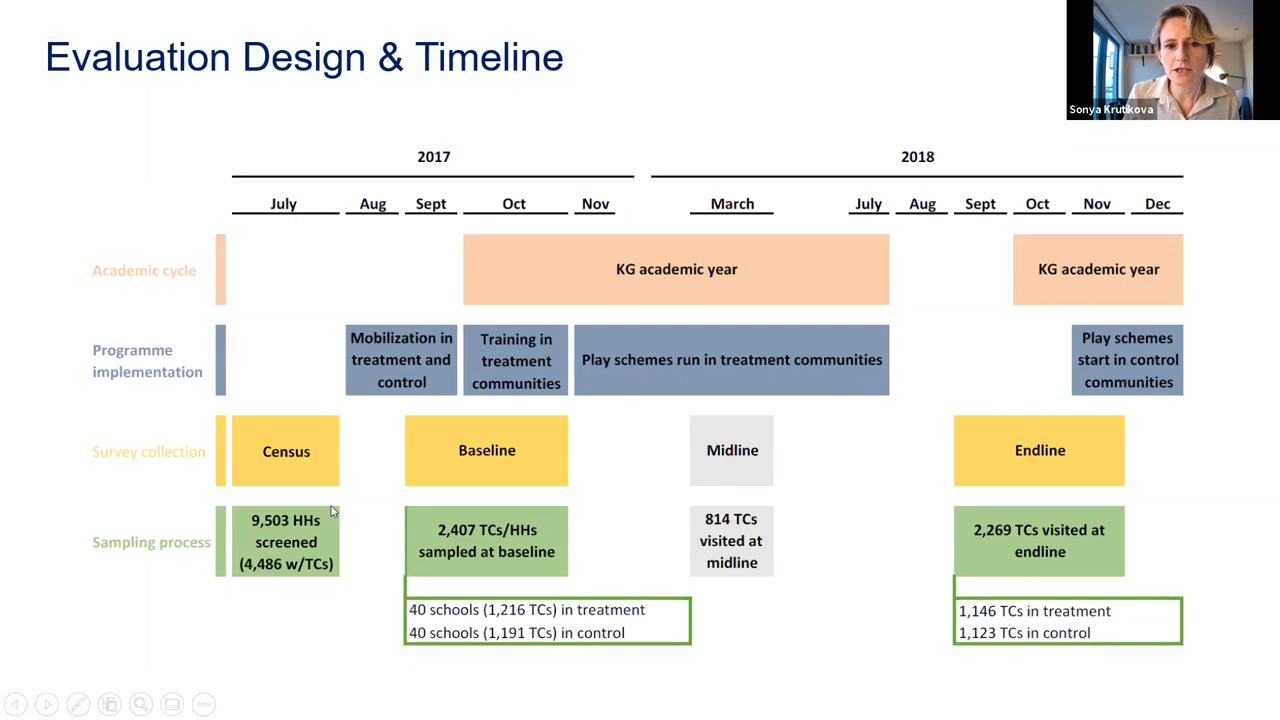 Evaluation Design & Timeline
Sonya Krutikova
2017
2018
July
Aug
Sept
Oct
Nov
March
July
Aug
Sept
Oct
Nov
Dec
Academic cycle
KG academic year
KG academic year
Programme
implementation
Mobilization in
treatment and
control
Training in
treatment
communities
Play schemes run in treatment communities
Play schemes
start in control
communities
Survey collection
Census
Baseline
Midline
Endline
Sampling process
9,503 HHs
screened
(4,486 w/TCs)
2,407 TCs/HHs
sampled at baseline
814 TCs
visited at
midline
2,269 TCs visited at
endline
40 schools (1,216 TCs) in treatment
40 schools (1,191 TCs) in control
1,146 TCs in treatment
1,123 TCs in control